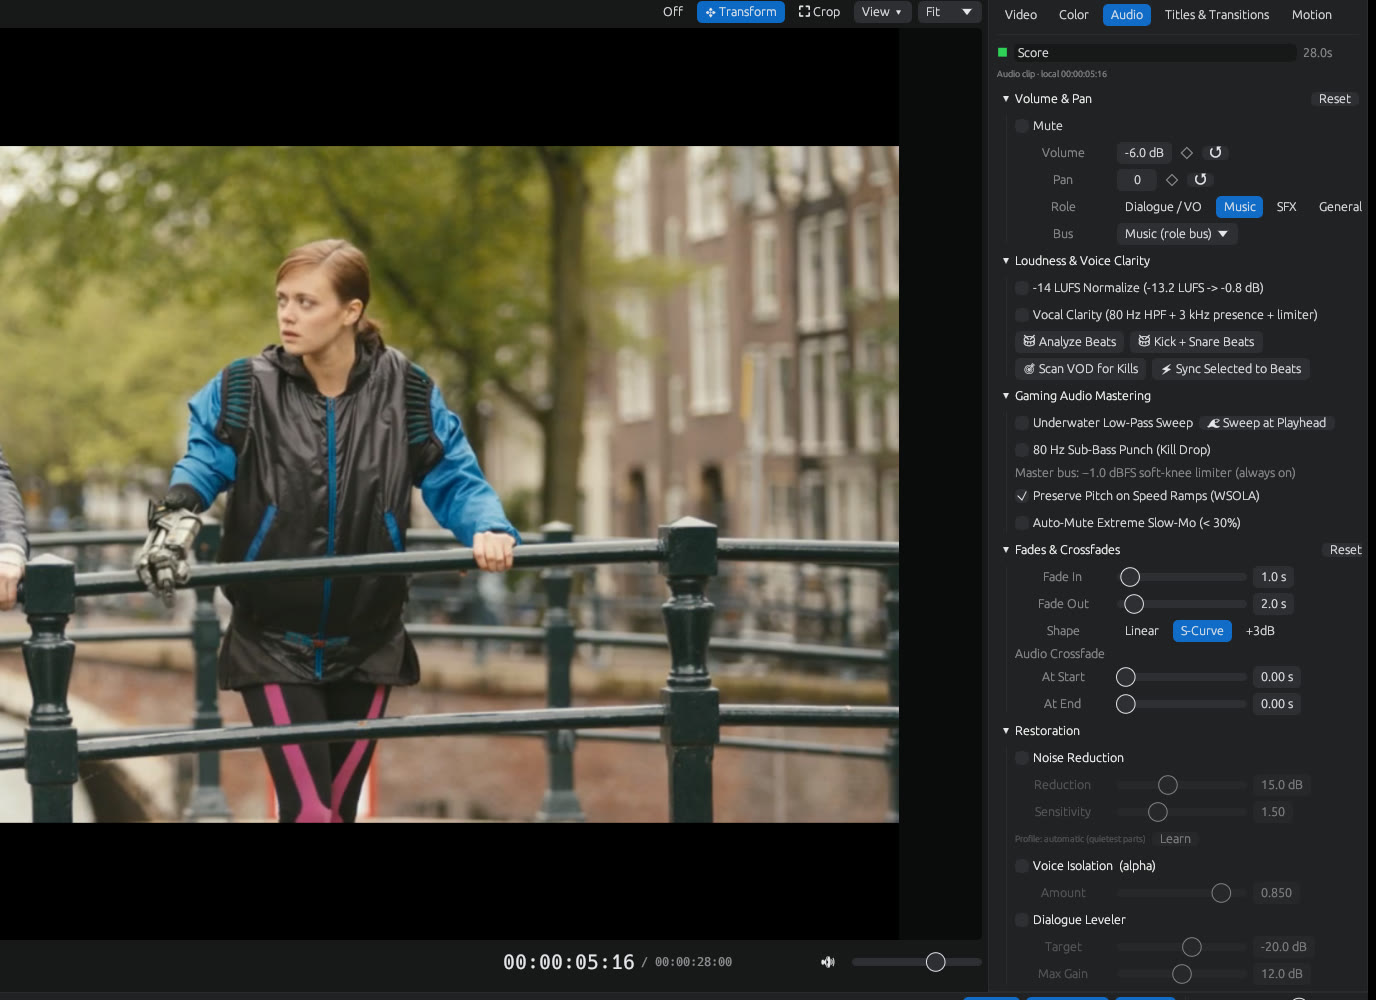 Off Transform Crop View Fit
Video Color Audio Titles & Transitions Motion
Score 28.0s
Audio clip · local 00:00:05:16
Volume & Pan Reset
Mute
Volume -6.0 dB
Pan 0
Role Dialogue / VO Music SFX General
Bus Music (role bus)
Loudness & Voice Clarity
-14 LUFS Normalize (-13.2 LUFS -> -0.8 dB)
Vocal Clarity (80 Hz HPF + 3 kHz presence + limiter)
Analyze Beats Kick + Snare Beats
Scan VOD for Kills Sync Selected to Beats
Gaming Audio Mastering
Underwater Low-Pass Sweep Sweep at Playhead
80 Hz Sub-Bass Punch (Kill Drop)
Master bus: −1.0 dBFS soft-knee limiter (always on)
Preserve Pitch on Speed Ramps (WSOLA)
Auto-Mute Extreme Slow-Mo (< 30%)
Fades & Crossfades Reset
Fade In 1.0 s
Fade Out 2.0 s
Shape Linear S-Curve +3dB
Audio Crossfade
At Start 0.00 s
At End 0.00 s
Restoration
Noise Reduction
Reduction 15.0 dB
Sensitivity 1.50
Profile: automatic (quietest parts) Learn
Voice Isolation (alpha)
Amount 0.850
Dialogue Leveler
Target -20.0 dB
Max Gain 12.0 dB
00:00:05:16 / 00:00:28:00